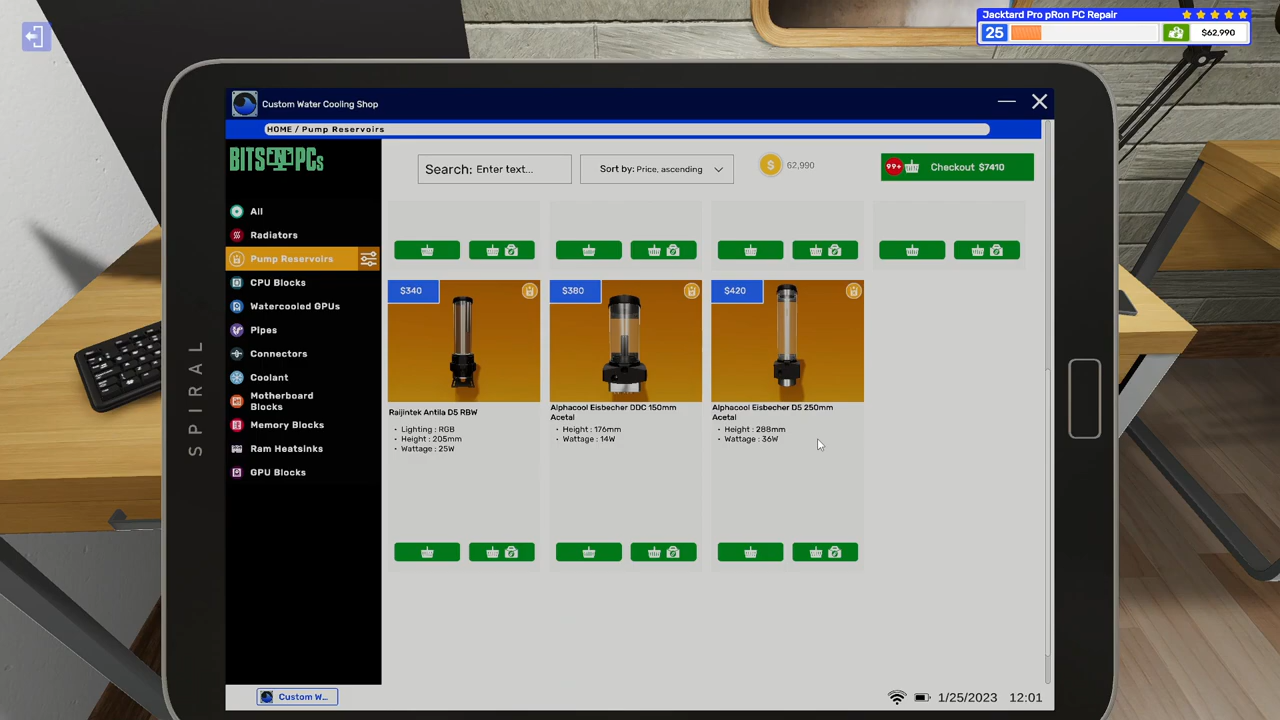 Jacktard Pro pRon PC Repair
25
$62,990
Custom Water Cooling Shop
HOME / Pump Reservoirs
BITS N PCs
Search: Enter text...
Sort by: Price, ascending
$ 62,990
99+ Checkout $7410
All
Radiators
Pump Reservoirs
CPU Blocks
Watercooled GPUs
Pipes
Connectors
Coolant
Motherboard
Blocks
Memory Blocks
Ram Heatsinks
GPU Blocks
$340
Raijintek Antila D5 RBW
• Lighting : RGB
• Height : 205mm
• Wattage : 25W
$380
Alphacool Eisbecher DDC 150mm
Acetal
• Height : 176mm
• Wattage : 14W
$420
Alphacool Eisbecher D5 250mm
Acetal
• Height : 288mm
• Wattage : 36W
SPIRAL
Custom W...
1/25/2023 12:01